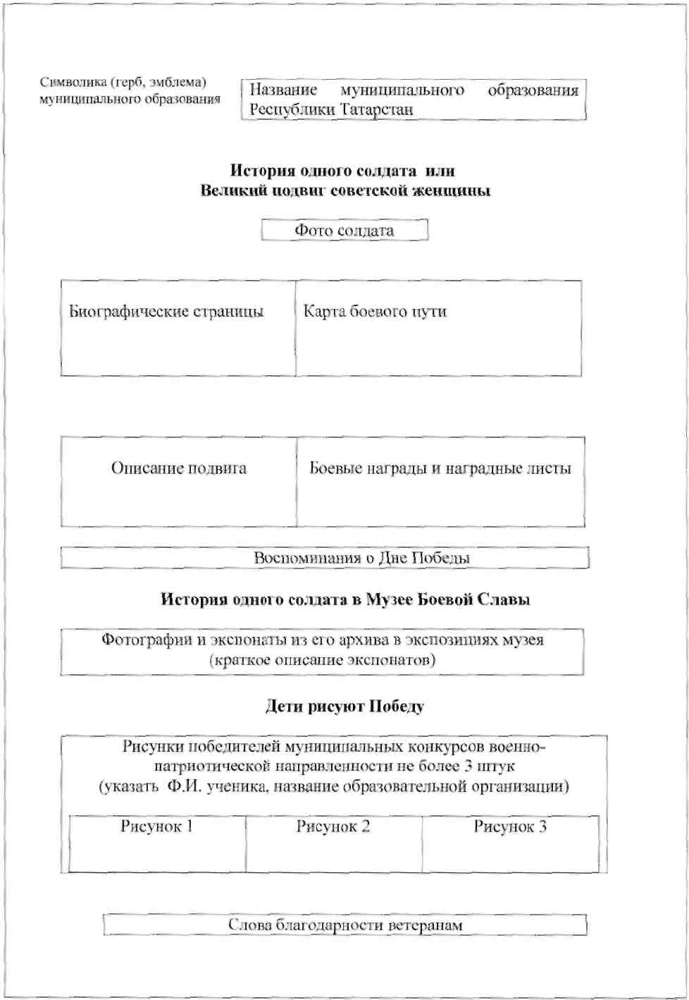 Символика (герб, эмблема)
муниципального образования
Название муниципального образования
Республики Татарстан
История одного солдата или
Великий подвиг советской женщины
Фото солдата
Биографические страницы
Карта боевого пути
Описание подвига
Боевые награды и наградные листы
Воспоминания о Дне Победы
История одного солдата в Музее Боевой Славы
Фотографии и экспонаты из его архива в экспозициях музея
(краткое описание экспонатов)
Дети рисуют Победу
Рисунки победителей муниципальных конкурсов военно-
патриотической направленности не более 3 штук
(указать Ф.И. ученика, название образовательной организации)
Рисунок 1
Рисунок 2
Рисунок 3
Слова благодарности ветеранам